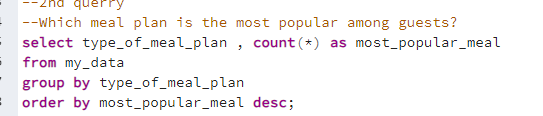 --2nd querry
--Which meal plan is the most popular among guests?
select type_of_meal_plan , count(*) as most_popular_meal
from my_data
group by type_of_meal_plan
order by most_popular_meal desc;